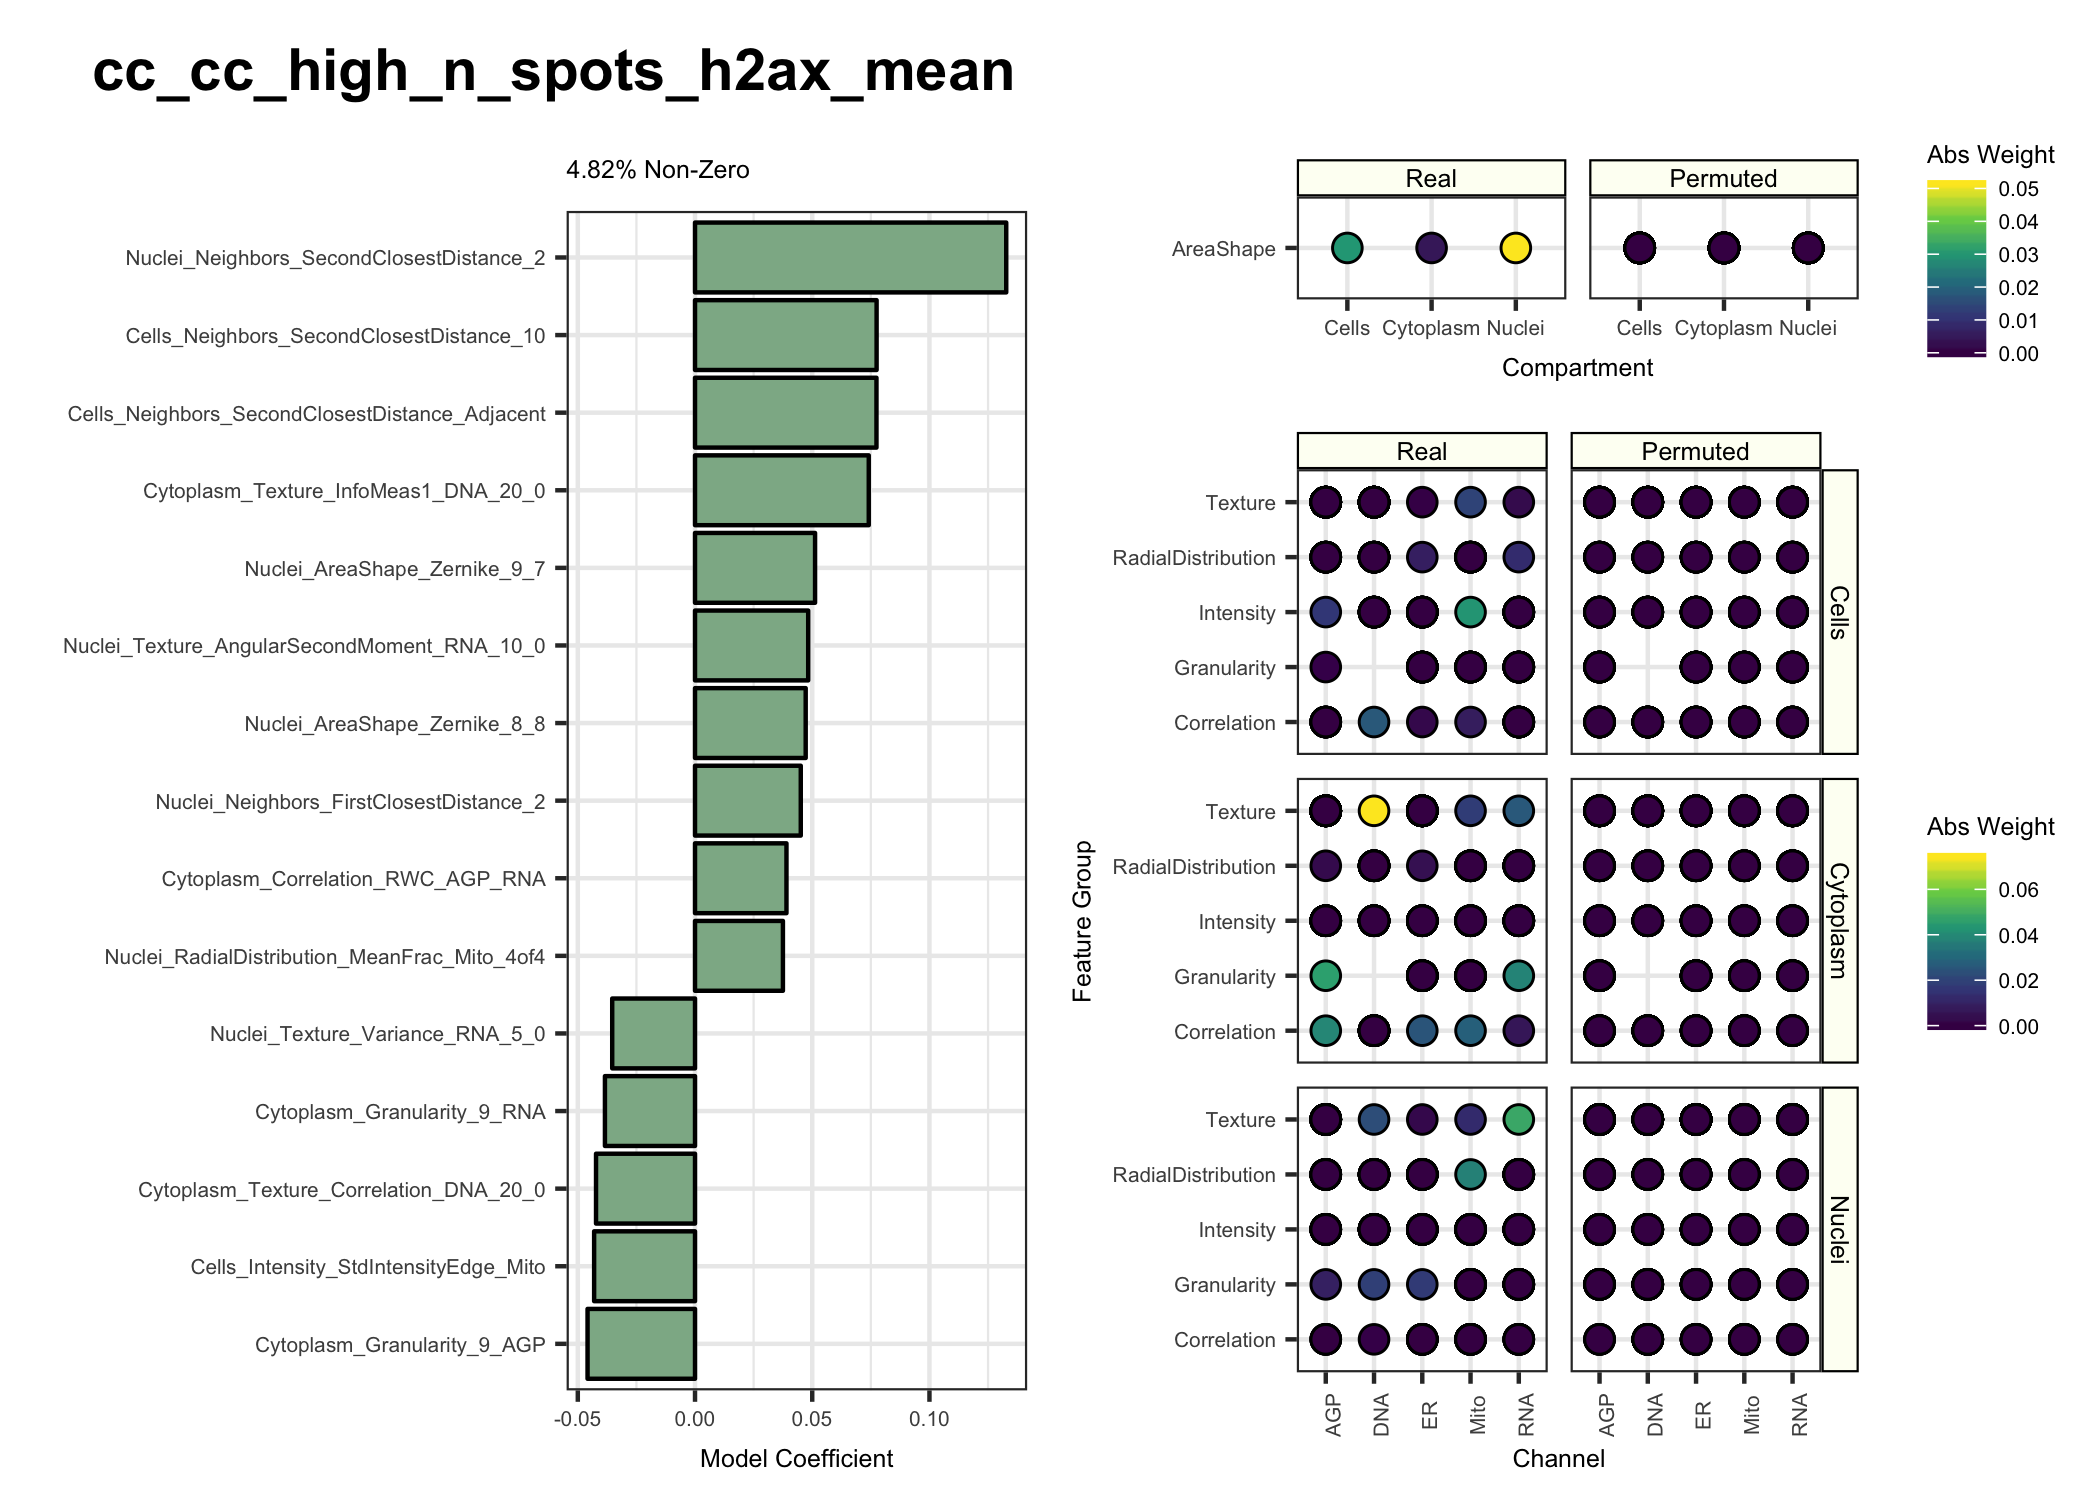 cc_cc_high_n_spots_h2ax_mean
4.82% Non-Zero
Nuclei_Neighbors_SecondClosestDistance_2
Cells_Neighbors_SecondClosestDistance_10
Cells_Neighbors_SecondClosestDistance_Adjacent
Cytoplasm_Texture_InfoMeas1_DNA_20_0
Nuclei_AreaShape_Zernike_9_7
Nuclei_Texture_AngularSecondMoment_RNA_10_0
Nuclei_AreaShape_Zernike_8_8
Nuclei_Neighbors_FirstClosestDistance_2
Cytoplasm_Correlation_RWC_AGP_RNA
Nuclei_RadialDistribution_MeanFrac_Mito_4of4
Nuclei_Texture_Variance_RNA_5_0
Cytoplasm_Granularity_9_RNA
Cytoplasm_Texture_Correlation_DNA_20_0
Cells_Intensity_StdIntensityEdge_Mito
Cytoplasm_Granularity_9_AGP
-0.05 0.00 0.05 0.10
Model Coefficient
Real Permuted
AreaShape
Cells Cytoplasm Nuclei Cells Cytoplasm Nuclei
Compartment
Abs Weight
0.05
0.04
0.03
0.02
0.01
0.00
Feature Group
Real Permuted
Texture
RadialDistribution
Intensity
Granularity
Correlation
Cells
Texture
RadialDistribution
Intensity
Granularity
Correlation
Cytoplasm
Texture
RadialDistribution
Intensity
Granularity
Correlation
Nuclei
AGP DNA ER Mito RNA AGP DNA ER Mito RNA
Channel
Abs Weight
0.06
0.04
0.02
0.00